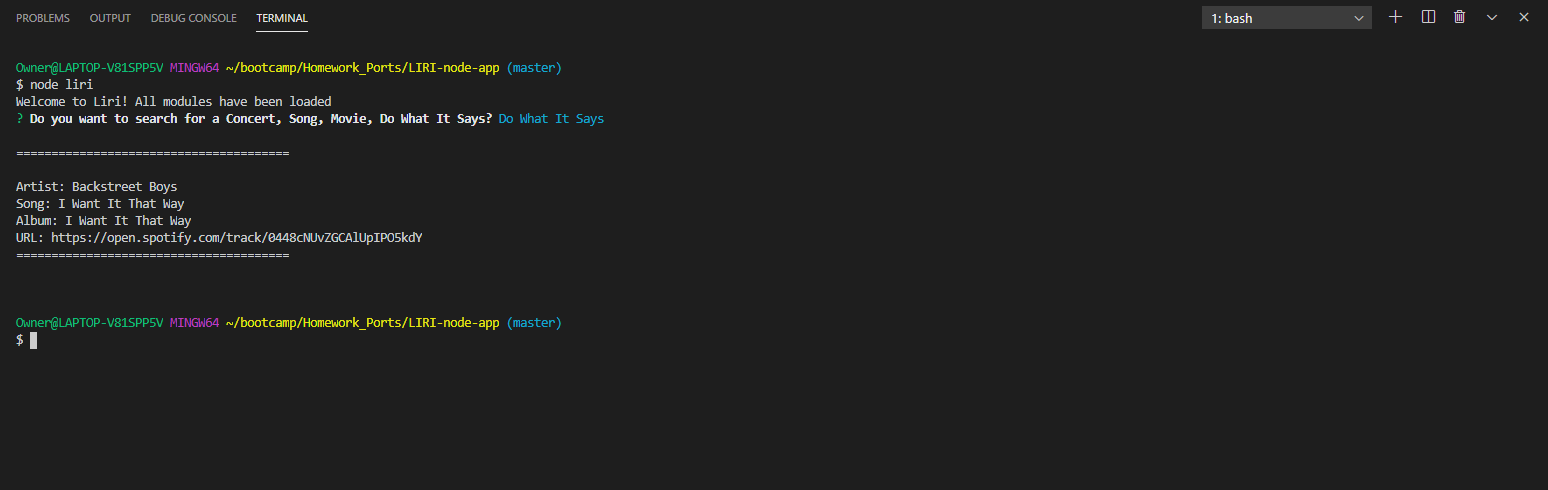 PROBLEMS OUTPUT DEBUG CONSOLE TERMINAL 1: bash
Owner@LAPTOP-V81SPP5V MINGW64 ~/bootcamp/Homework_Ports/LIRI-node-app (master)
$ node liri
Welcome to Liri! All modules have been loaded
? Do you want to search for a Concert, Song, Movie, Do What It Says? Do What It Says
=======================================
Artist: Backstreet Boys
Song: I Want It That Way
Album: I Want It That Way
URL: https://open.spotify.com/track/0448cNUvZGCAlUpIPO5kdY
=======================================
Owner@LAPTOP-V81SPP5V MINGW64 ~/bootcamp/Homework_Ports/LIRI-node-app (master)
$